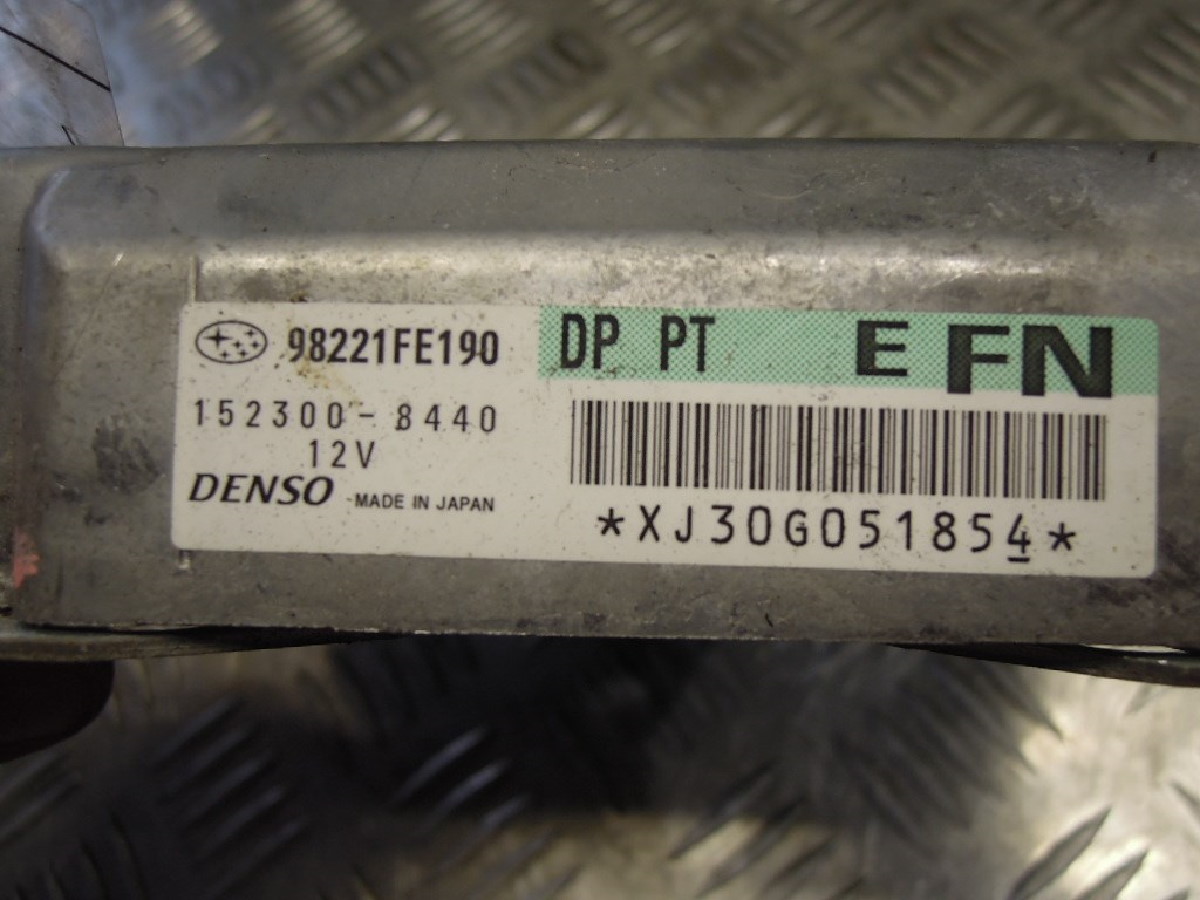 98221FE190
DP PT E FN
152300-8440
12V
DENSO MADE IN JAPAN
*XJ30G051854*